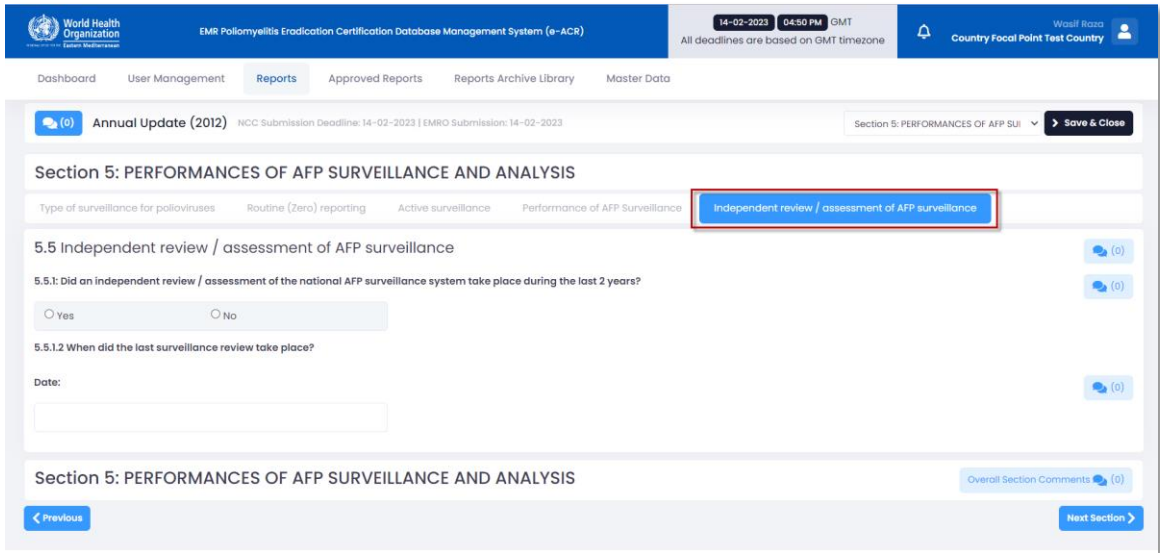 World Health
Organization
Eastern Mediterranean
EMR Poliomyelitis Eradication Certification Database Management System (e-ACR)
14-02-2023 04:50 PM GMT
All deadlines are based on GMT timezone
Wasif Raza
Country Focal Point Test Country
Dashboard User Management Reports Approved Reports Reports Archive Library Master Data
(0) Annual Update (2012) NCC Submission Deadline: 14-02-2023 | EMRO Submission: 14-02-2023
Section 5: PERFORMANCES OF AFP SUI
Save & Close
Section 5: PERFORMANCES OF AFP SURVEILLANCE AND ANALYSIS
Type of surveillance for polioviruses Routine (Zero) reporting Active surveillance Performance of AFP Surveillance Independent review / assessment of AFP surveillance
5.5 Independent review / assessment of AFP surveillance
(0)
5.5.1: Did an independent review / assessment of the national AFP surveillance system take place during the last 2 years?
(0)
Yes No
5.5.1.2 When did the last surveillance review take place?
Date:
(0)
Section 5: PERFORMANCES OF AFP SURVEILLANCE AND ANALYSIS
Overall Section Comments (0)
Previous
Next Section